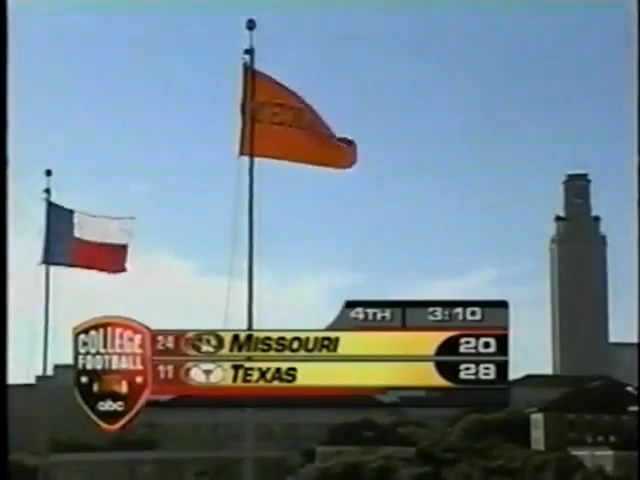 4TH 3:10
COLLEGE
FOOTBALL
abc
24 MISSOURI 20
11 TEXAS 28